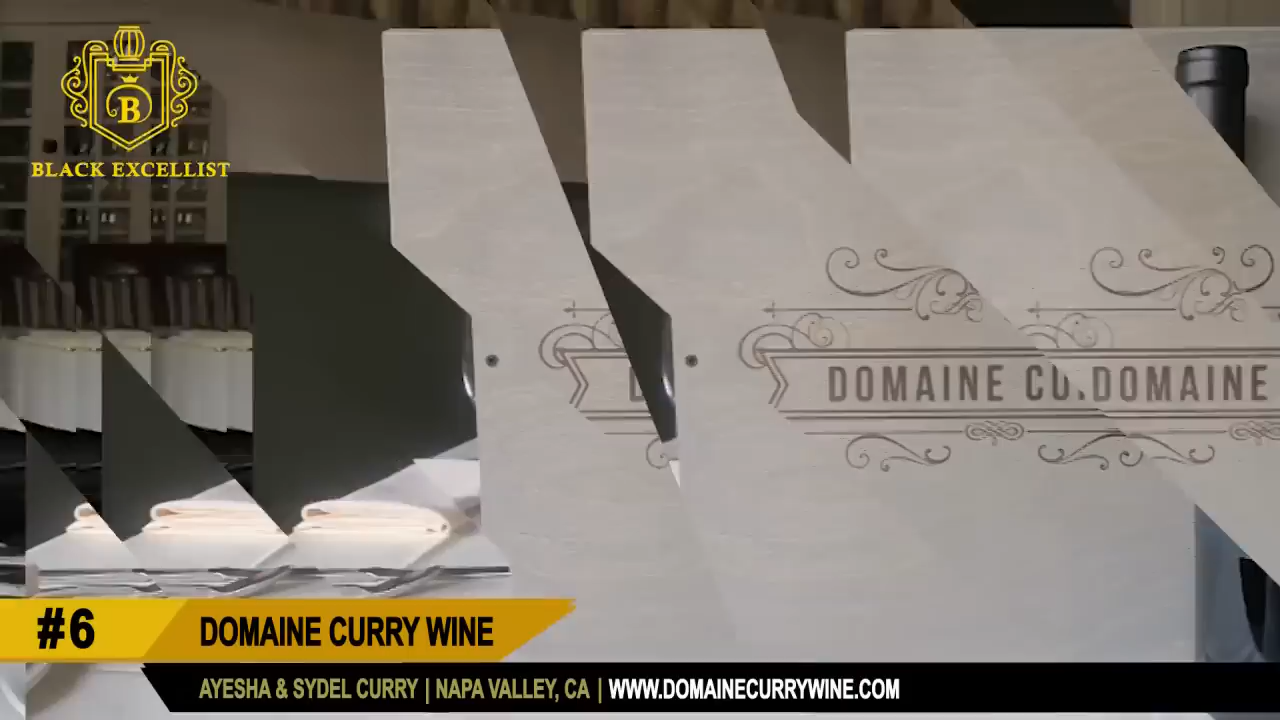 B
BLACK EXCELLIST
D
DOMAINE CU
DOMAINE
#6
DOMAINE CURRY WINE
AYESHA & SYDEL CURRY | NAPA VALLEY, CA | WWW.DOMAINECURRYWINE.COM